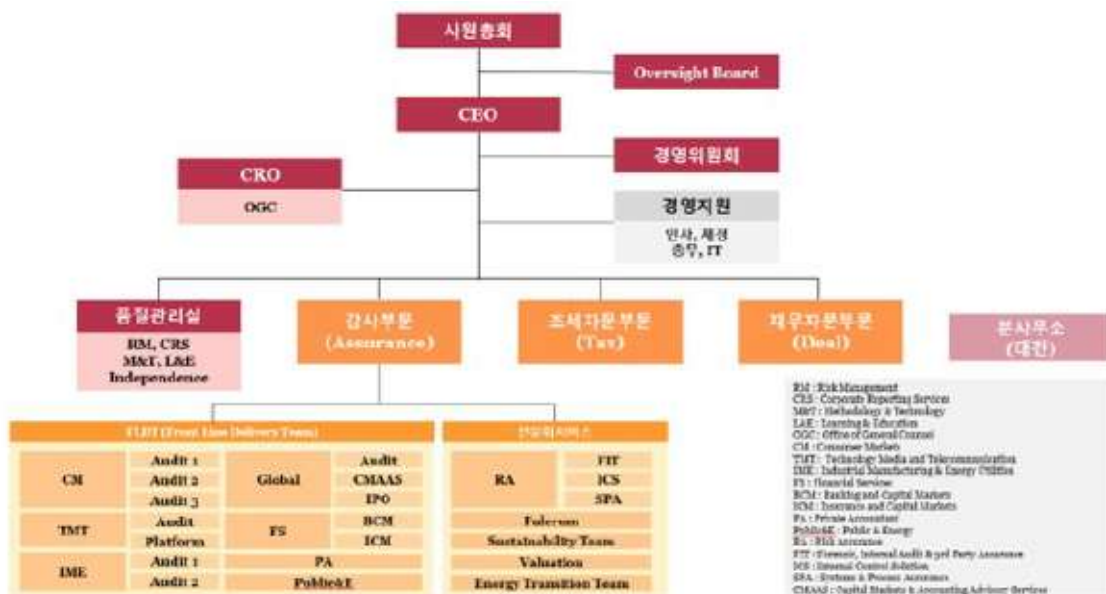 사원총회
Oversight Board
CEO
경영위원회
CRO
OGC
경영지원
인사, 재경
총무, IT
품질관리실
RM, CRS
M&T, L&E
Independence
감사부문
(Assurance)
조세자문부문
(Tax)
재무자문부문
(Deal)
분사무소
(대전)
FLDT (Front Line Delivery Team)
CM
Audit 1
Audit 2
Audit 3
Global
Audit
CMAAS
IPO
TMT
Audit
Platform
FS
BCM
ICM
IME
Audit 1
Audit 2
PA
Public&E
RA
FIT
ICS
SPA
Fulcrum
Sustainability Team
Valuation
Energy Transition Team
RM : Risk Management
CRS : Corporate Reporting Services
M&T : Methodology & Technology
L&E : Learning & Education
OGC : Office of General Counsel
CM : Consumer Markets
TMT : Technology Media and Telecommunication
IME : Industrial Manufacturing & Energy Utilities
FS : Financial Services
BCM : Banking and Capital Markets
ICM : Insurance and Capital Markets
PA : Private Accountant
Public&E : Public & Energy
RA : Risk Assurance
FIT : Forensic, Internal Audit & 3rd Party Assurance
ICS : Internal Control Solution
SPA : Systems & Process Assurance
CMAAS : Capital Markets & Accounting Advisory Services